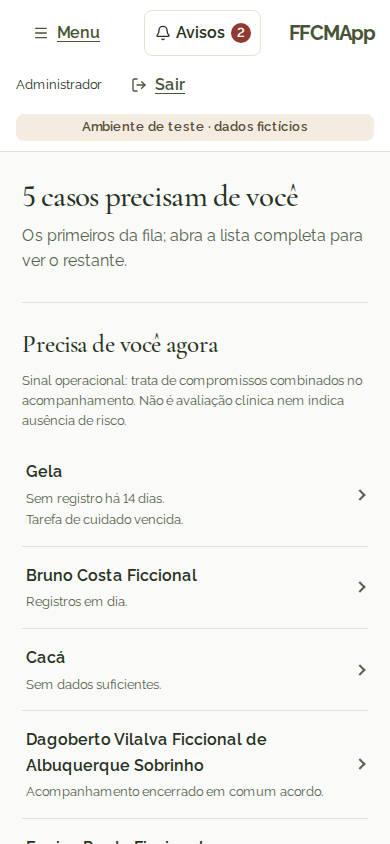 Menu
Avisos 2
FFCMApp
Administrador
Sair
Ambiente de teste · dados fictícios
5 casos precisam de você
Os primeiros da fila; abra a lista completa para
ver o restante.
Precisa de você agora
Sinal operacional: trata de compromissos combinados no
acompanhamento. Não é avaliação clínica nem indica
ausência de risco.
Gela
Sem registro há 14 dias.
Tarefa de cuidado vencida.
Bruno Costa Ficcional
Registros em dia.
Cacá
Sem dados suficientes.
Dagoberto Vilalva Ficcional de
Albuquerque Sobrinho
Acompanhamento encerrado em comum acordo.